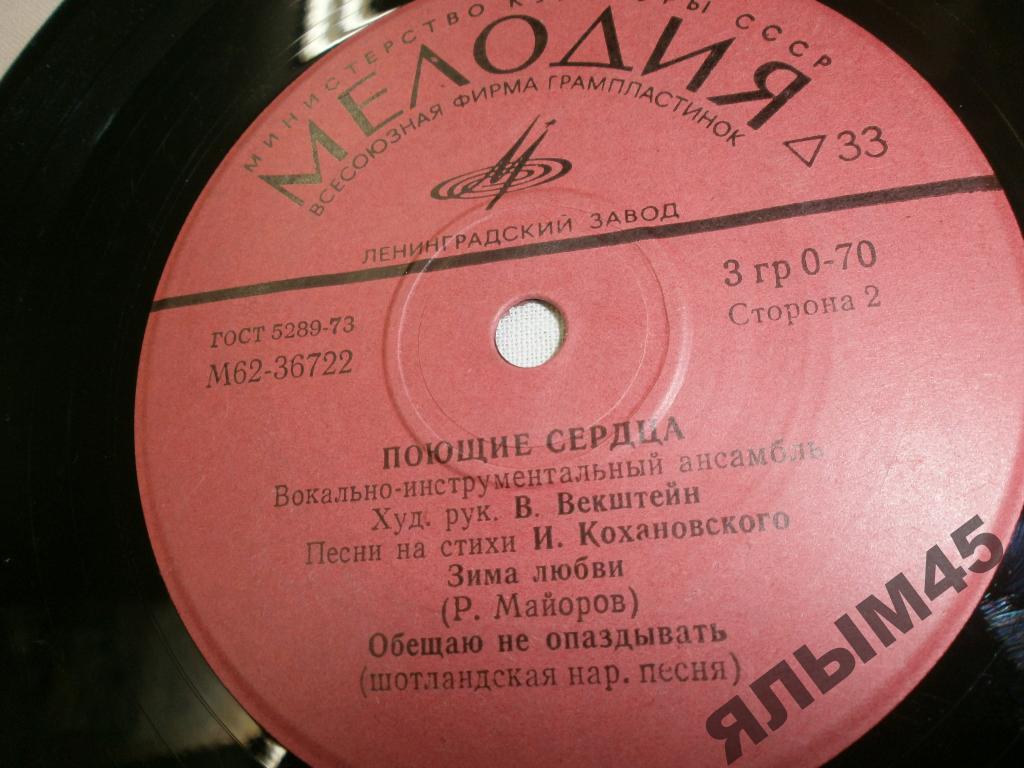 МИНИСТЕРСТВО КУЛЬТУРЫ СССР
МЕЛОДИЯ
ВСЕСОЮЗНАЯ ФИРМА ГРАМПЛАСТИНОК
33
ЛЕНИНГРАДСКИЙ ЗАВОД
3 гр 0-70
Сторона 2
ГОСТ 5289-73
М62-36722
ПОЮЩИЕ СЕРДЦА
Вокально-инструментальный ансамбль
Худ. рук. В. Векштейн
Песни на стихи И. Кохановского
Зима любви
(Р. Майоров)
Обещаю не опаздывать
(шотландская нар. песня)
ЯЛЫМ45